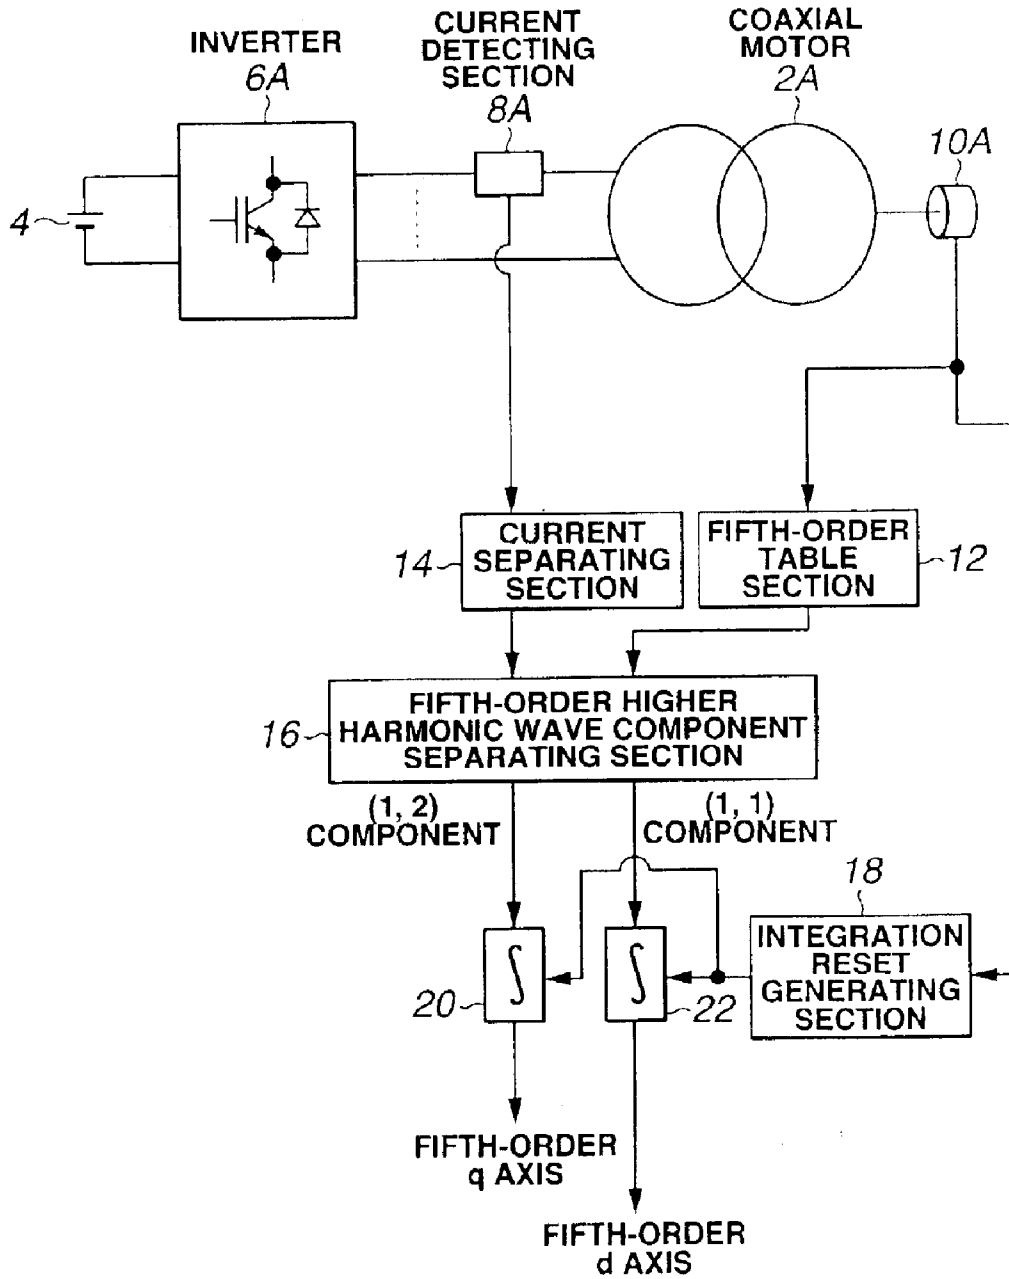 INVERTER
6A
CURRENT
DETECTING
SECTION
8A
COAXIAL
MOTOR
2A
10A
4
CURRENT
SEPARATING
SECTION
14
FIFTH-ORDER
TABLE
SECTION
12
FIFTH-ORDER HIGHER
HARMONIC WAVE COMPONENT
SEPARATING SECTION
16
(1, 2)
COMPONENT
(1, 1)
COMPONENT
18
INTEGRATION
RESET
GENERATING
SECTION
∫
20
∫
22
FIFTH-ORDER
q AXIS
FIFTH-ORDER
d AXIS